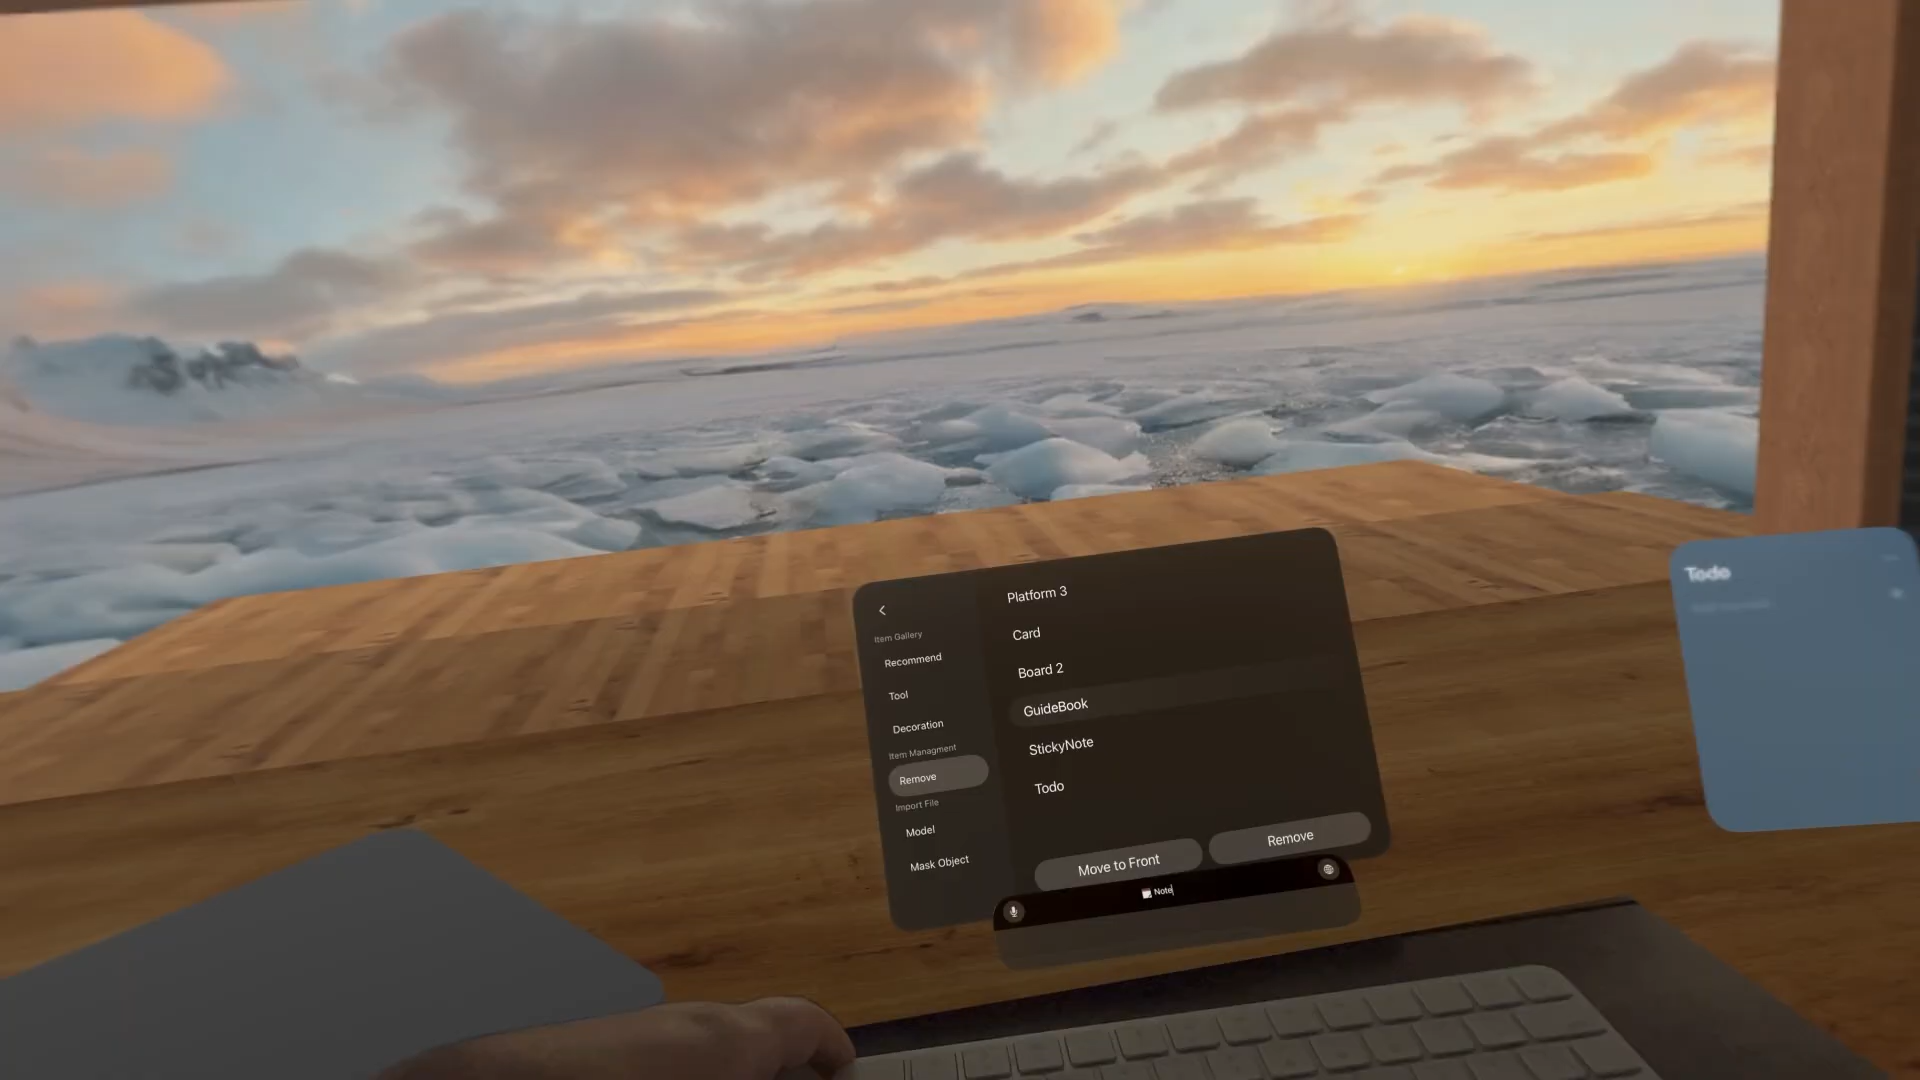 Item Gallery
Recommend
Tool
Decoration
Item Managment
Remove
Import File
Model
Mask Object
Platform 3
Card
Board 2
GuideBook
StickyNote
Todo
Move to Front
Remove
Note
Todo